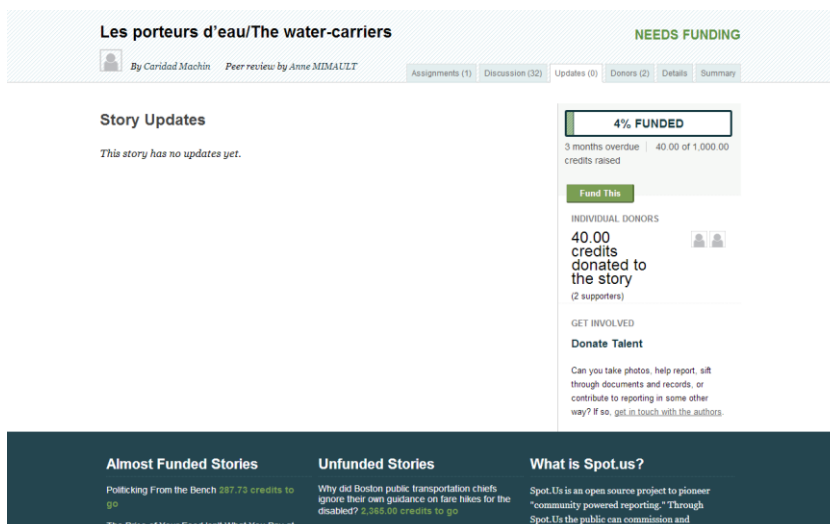 Les porteurs d'eau/The water-carriers
NEEDS FUNDING
By Caridad Machin Peer review by Anne MIMAULT
Assignments (1) Discussion (32) Updates (0) Donors (2) Details Summary
Story Updates
This story has no updates yet.
4% FUNDED
3 months overdue 40.00 of 1,000.00
credits raised
Fund This
INDIVIDUAL DONORS
40.00
credits
donated to
the story
(2 supporters)
GET INVOLVED
Donate Talent
Can you take photos, help report, sift
through documents and records, or
contribute to reporting in some other
way? If so, get in touch with the authors.
Almost Funded Stories
Politicking From the Bench 287.73 credits to
go
Unfunded Stories
Why did Boston public transportation chiefs
ignore their own guidance on fare hikes for the
disabled? 2,365.00 credits to go
What is Spot.us?
Spot.Us is an open source project to pioneer
"community powered reporting." Through
Spot.Us the public can commission and